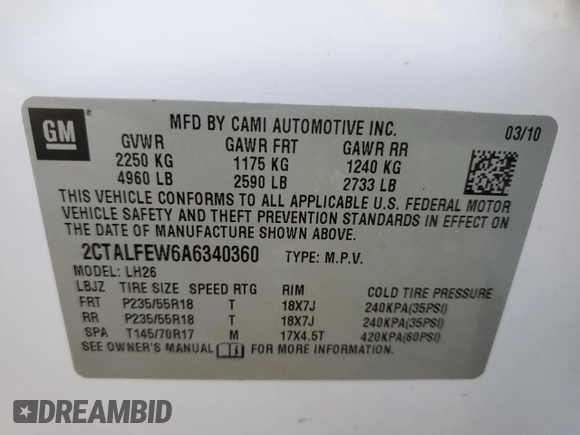 GM ®
MFD BY CAMI AUTOMOTIVE INC. 03/10
GVWR GAWR FRT GAWR RR
2250 KG 1175 KG 1240 KG
4960 LB 2590 LB 2733 LB
THIS VEHICLE CONFORMS TO ALL APPLICABLE U.S. FEDERAL MOTOR
VEHICLE SAFETY AND THEFT PREVENTION STANDARDS IN EFFECT ON
THE DATE OF MANUFACTURE SHOWN ABOVE.
2CTALFEW6A6340360 TYPE: M.P.V.
MODEL: LH26
LBJZ TIRE SIZE SPEED RTG RIM COLD TIRE PRESSURE
FRT P235/55R18 T 18X7J 240KPA(35PSI)
RR P235/55R18 T 18X7J 240KPA(35PSI)
SPA T145/70R17 M 17X4.5T 420KPA(60PSI)
SEE OWNER'S MANUAL FOR MORE INFORMATION.
DREAMBID
DREAMBID